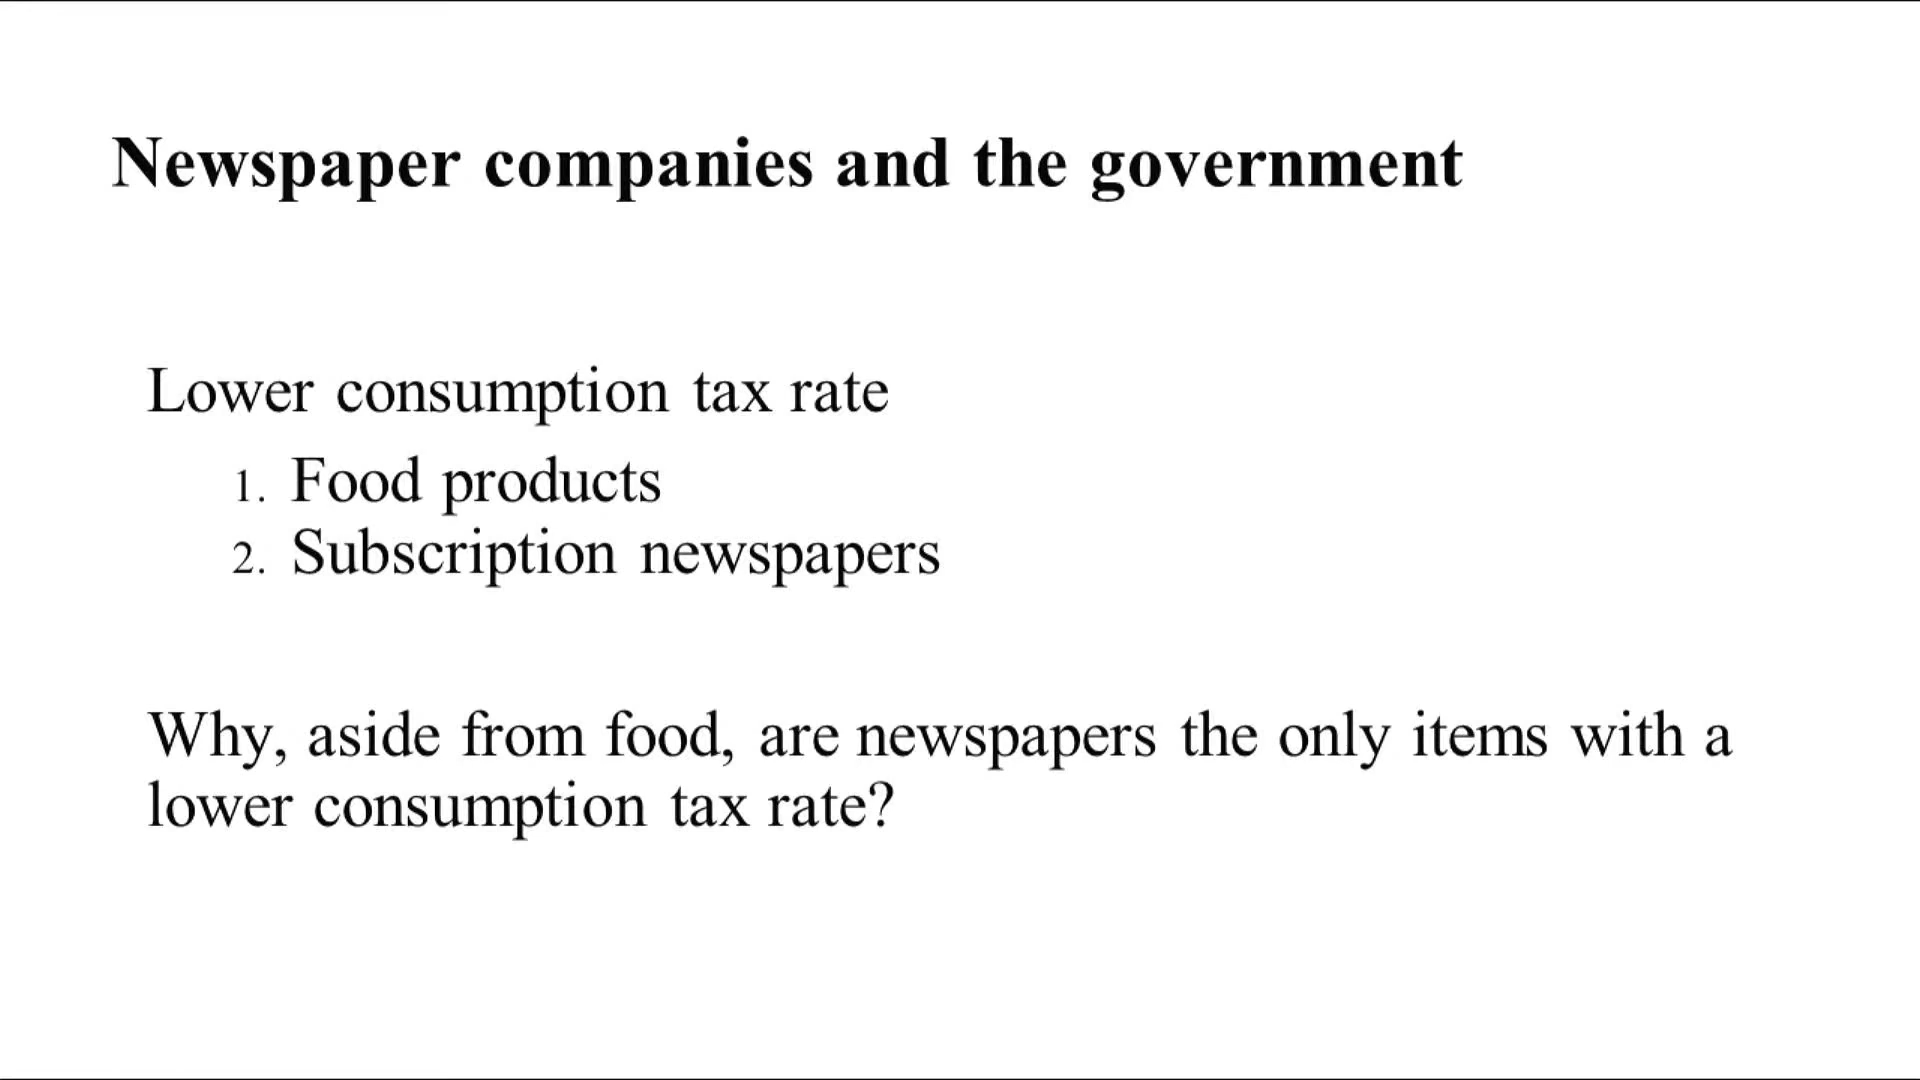 Newspaper companies and the government
Lower consumption tax rate
1. Food products
2. Subscription newspapers
Why, aside from food, are newspapers the only items with a
lower consumption tax rate?